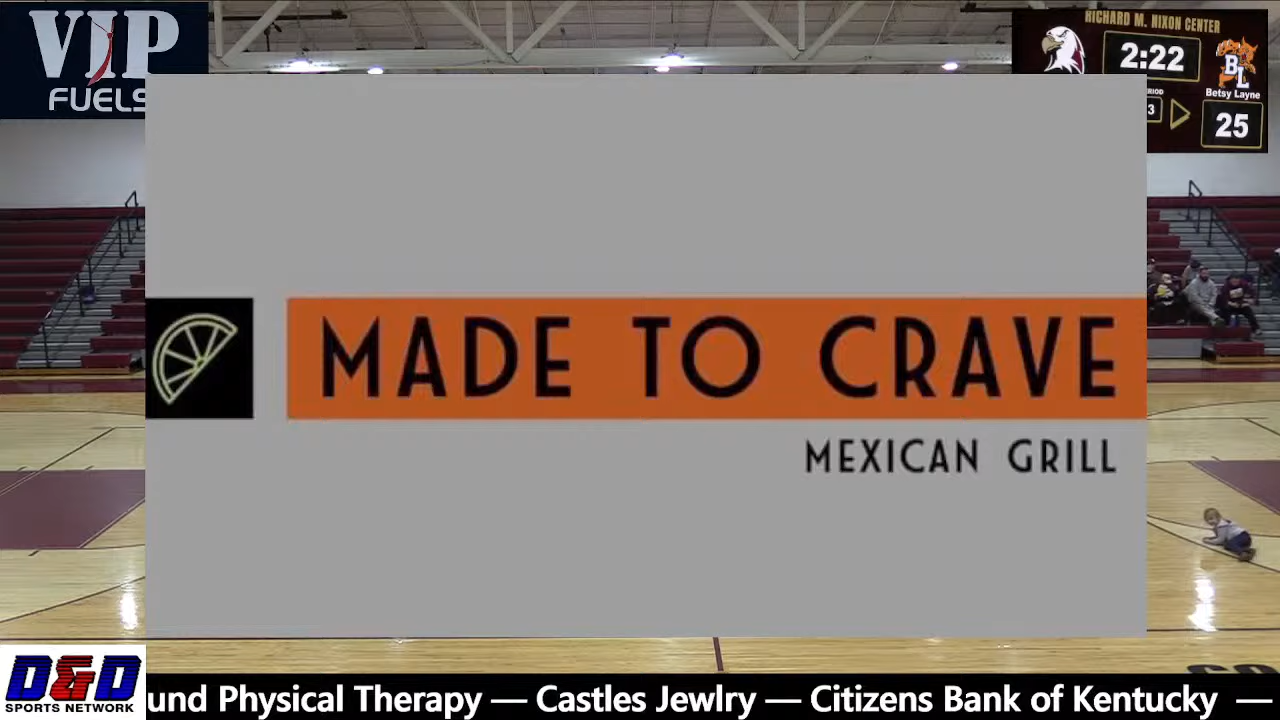 VJP
FUELS
RICHARD M. NIXON CENTER
2:22
BL
Betsy Layne
3
25
MADE TO CRAVE
MEXICAN GRILL
D&D
SPORTS NETWORK
und Physical Therapy — Castles Jewlry — Citizens Bank of Kentucky —